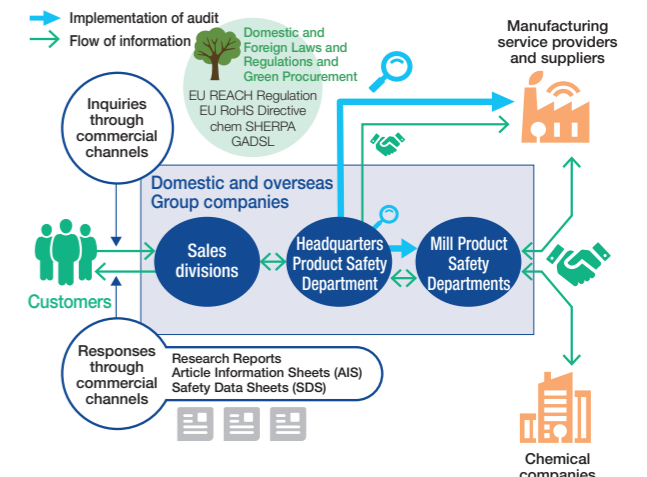 Implementation of audit
Flow of information
Domestic and
Foreign Laws and
Regulations and
Green Procurement
EU REACH Regulation
EU RoHS Directive
chem SHERPA
GADSL
Manufacturing
service providers
and suppliers
Inquiries
through
commercial
channels
Domestic and overseas
Group companies
Sales
divisions
Headquarters
Product Safety
Department
Mill Product
Safety
Departments
Customers
Responses
through
commercial
channels
Research Reports
Article Information Sheets (AIS)
Safety Data Sheets (SDS)
Chemical
companies